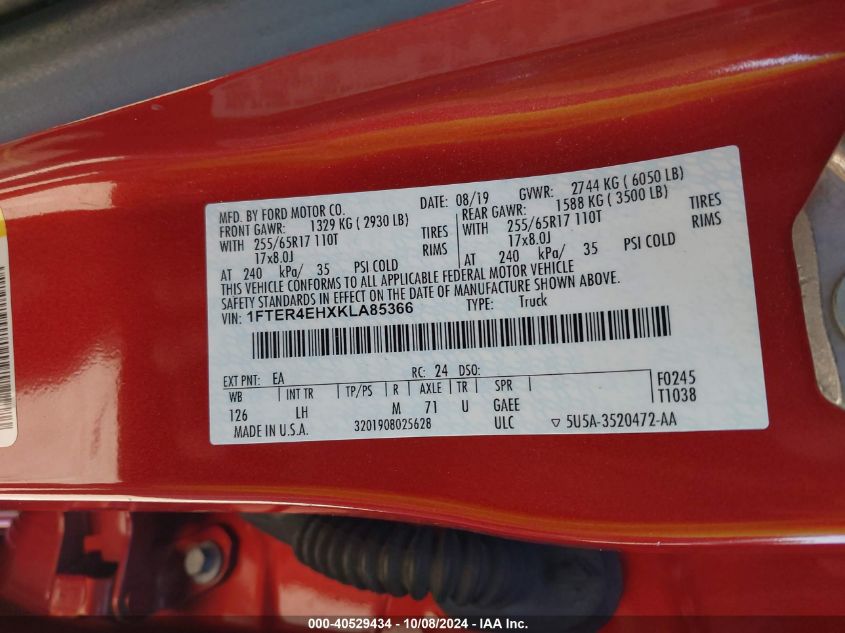 MFD. BY FORD MOTOR CO. DATE: 08/19 GVWR: 2744 KG ( 6050 LB)
FRONT GAWR: 1329 KG ( 2930 LB) REAR GAWR: 1588 KG ( 3500 LB)
WITH 255/65R17 110T TIRES WITH 255/65R17 110T TIRES
17x8.0J RIMS 17x8.0J RIMS
AT 240 kPa/ 35 PSI COLD AT 240 kPa/ 35 PSI COLD
THIS VEHICLE CONFORMS TO ALL APPLICABLE FEDERAL MOTOR VEHICLE
SAFETY STANDARDS IN EFFECT ON THE DATE OF MANUFACTURE SHOWN ABOVE.
VIN: 1FTER4EHXKLA85366 TYPE: Truck
EXT PNT: EA RC: 24 DSO: F0245
WB INT TR TP/PS R AXLE TR SPR T1038
126 LH M 71 U GAEE
MADE IN U.S.A. 3201908025628 ULC ▽ 5U5A-3520472-AA
000-40529434 - 10/08/2024 - IAA Inc.